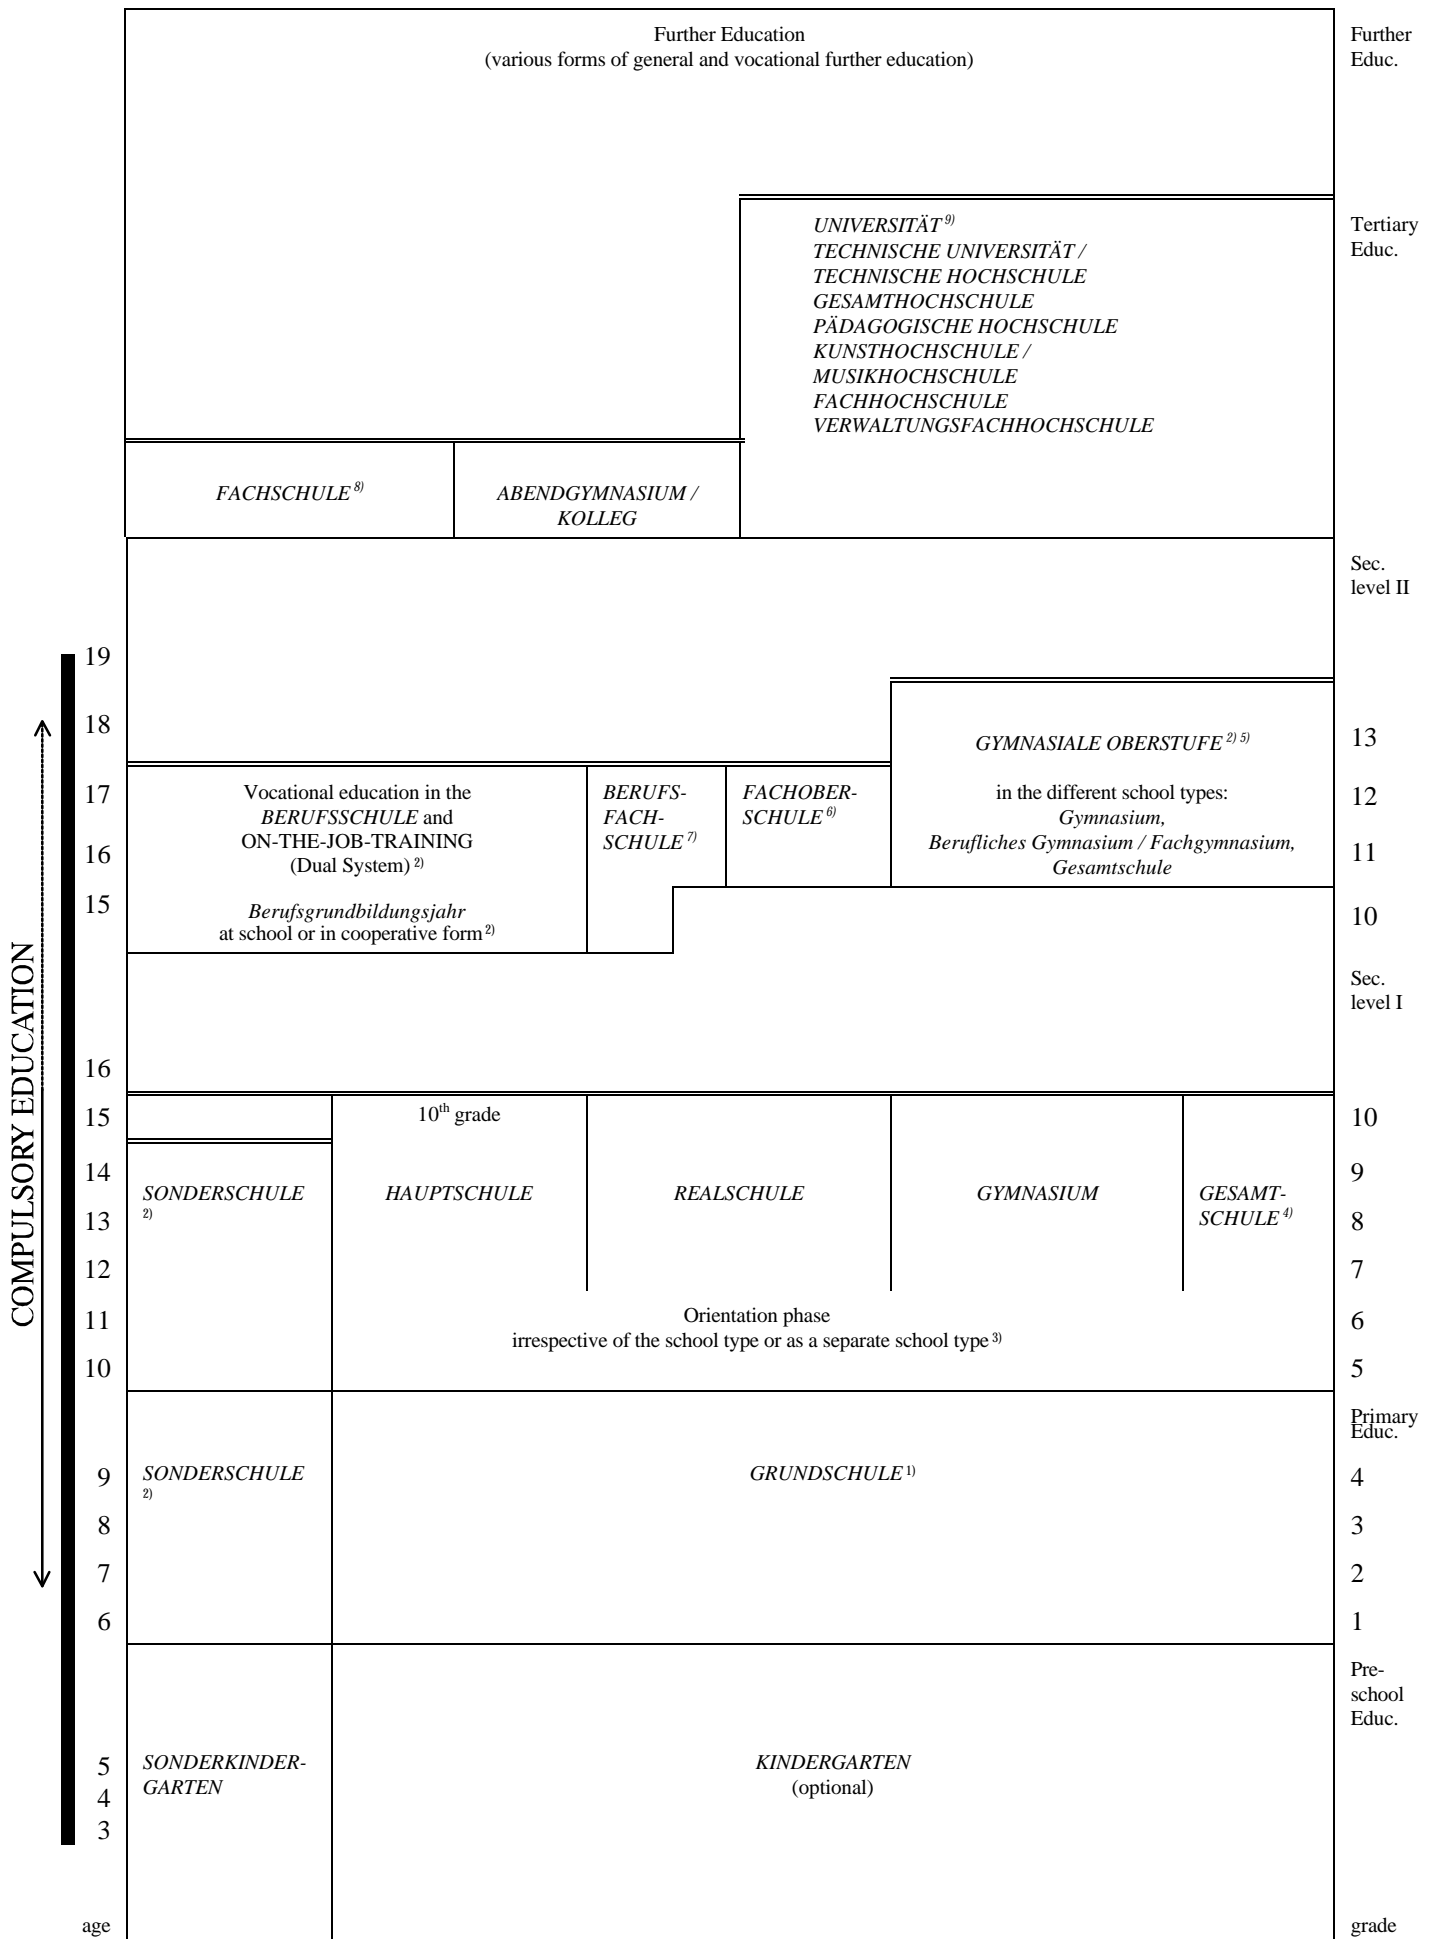 Further Education
(various forms of general and vocational further education)
Further
Educ.
UNIVERSITÄT 9)
TECHNISCHE UNIVERSITÄT /
TECHNISCHE HOCHSCHULE
GESAMTHOCHSCHULE
PÄDAGOGISCHE HOCHSCHULE
KUNSTHOCHSCHULE /
MUSIKHOCHSCHULE
FACHHOCHSCHULE
VERWALTUNGSFACHHOCHSCHULE
Tertiary
Educ.
FACHSCHULE 8)
ABENDGYMNASIUM /
KOLLEG
Sec.
level II
19
18
GYMNASIALE OBERSTUFE 2) 5)
13
17
Vocational education in the
BERUFSSCHULE and
ON-THE-JOB-TRAINING
(Dual System) 2)
BERUFS-
FACH-
SCHULE 7)
FACHOBER-
SCHULE 6)
in the different school types:
Gymnasium,
Berufliches Gymnasium / Fachgymnasium,
Gesamtschule
12
16
11
15
Berufsgrundbildungsjahr
at school or in cooperative form 2)
10
Sec.
level I
COMPULSORY EDUCATION
16
15
10th grade
10
14
9
SONDERSCHULE
2)
HAUPTSCHULE
REALSCHULE
GYMNASIUM
GESAMT-
SCHULE 4)
13
8
12
7
11
Orientation phase
irrespective of the school type or as a separate school type 3)
6
10
5
Primary
Educ.
9
SONDERSCHULE
2)
GRUNDSCHULE 1)
4
8
3
7
2
6
1
Pre-
school
Educ.
5
SONDERKINDER-
GARTEN
KINDERGARTEN
(optional)
4
3
age
grade